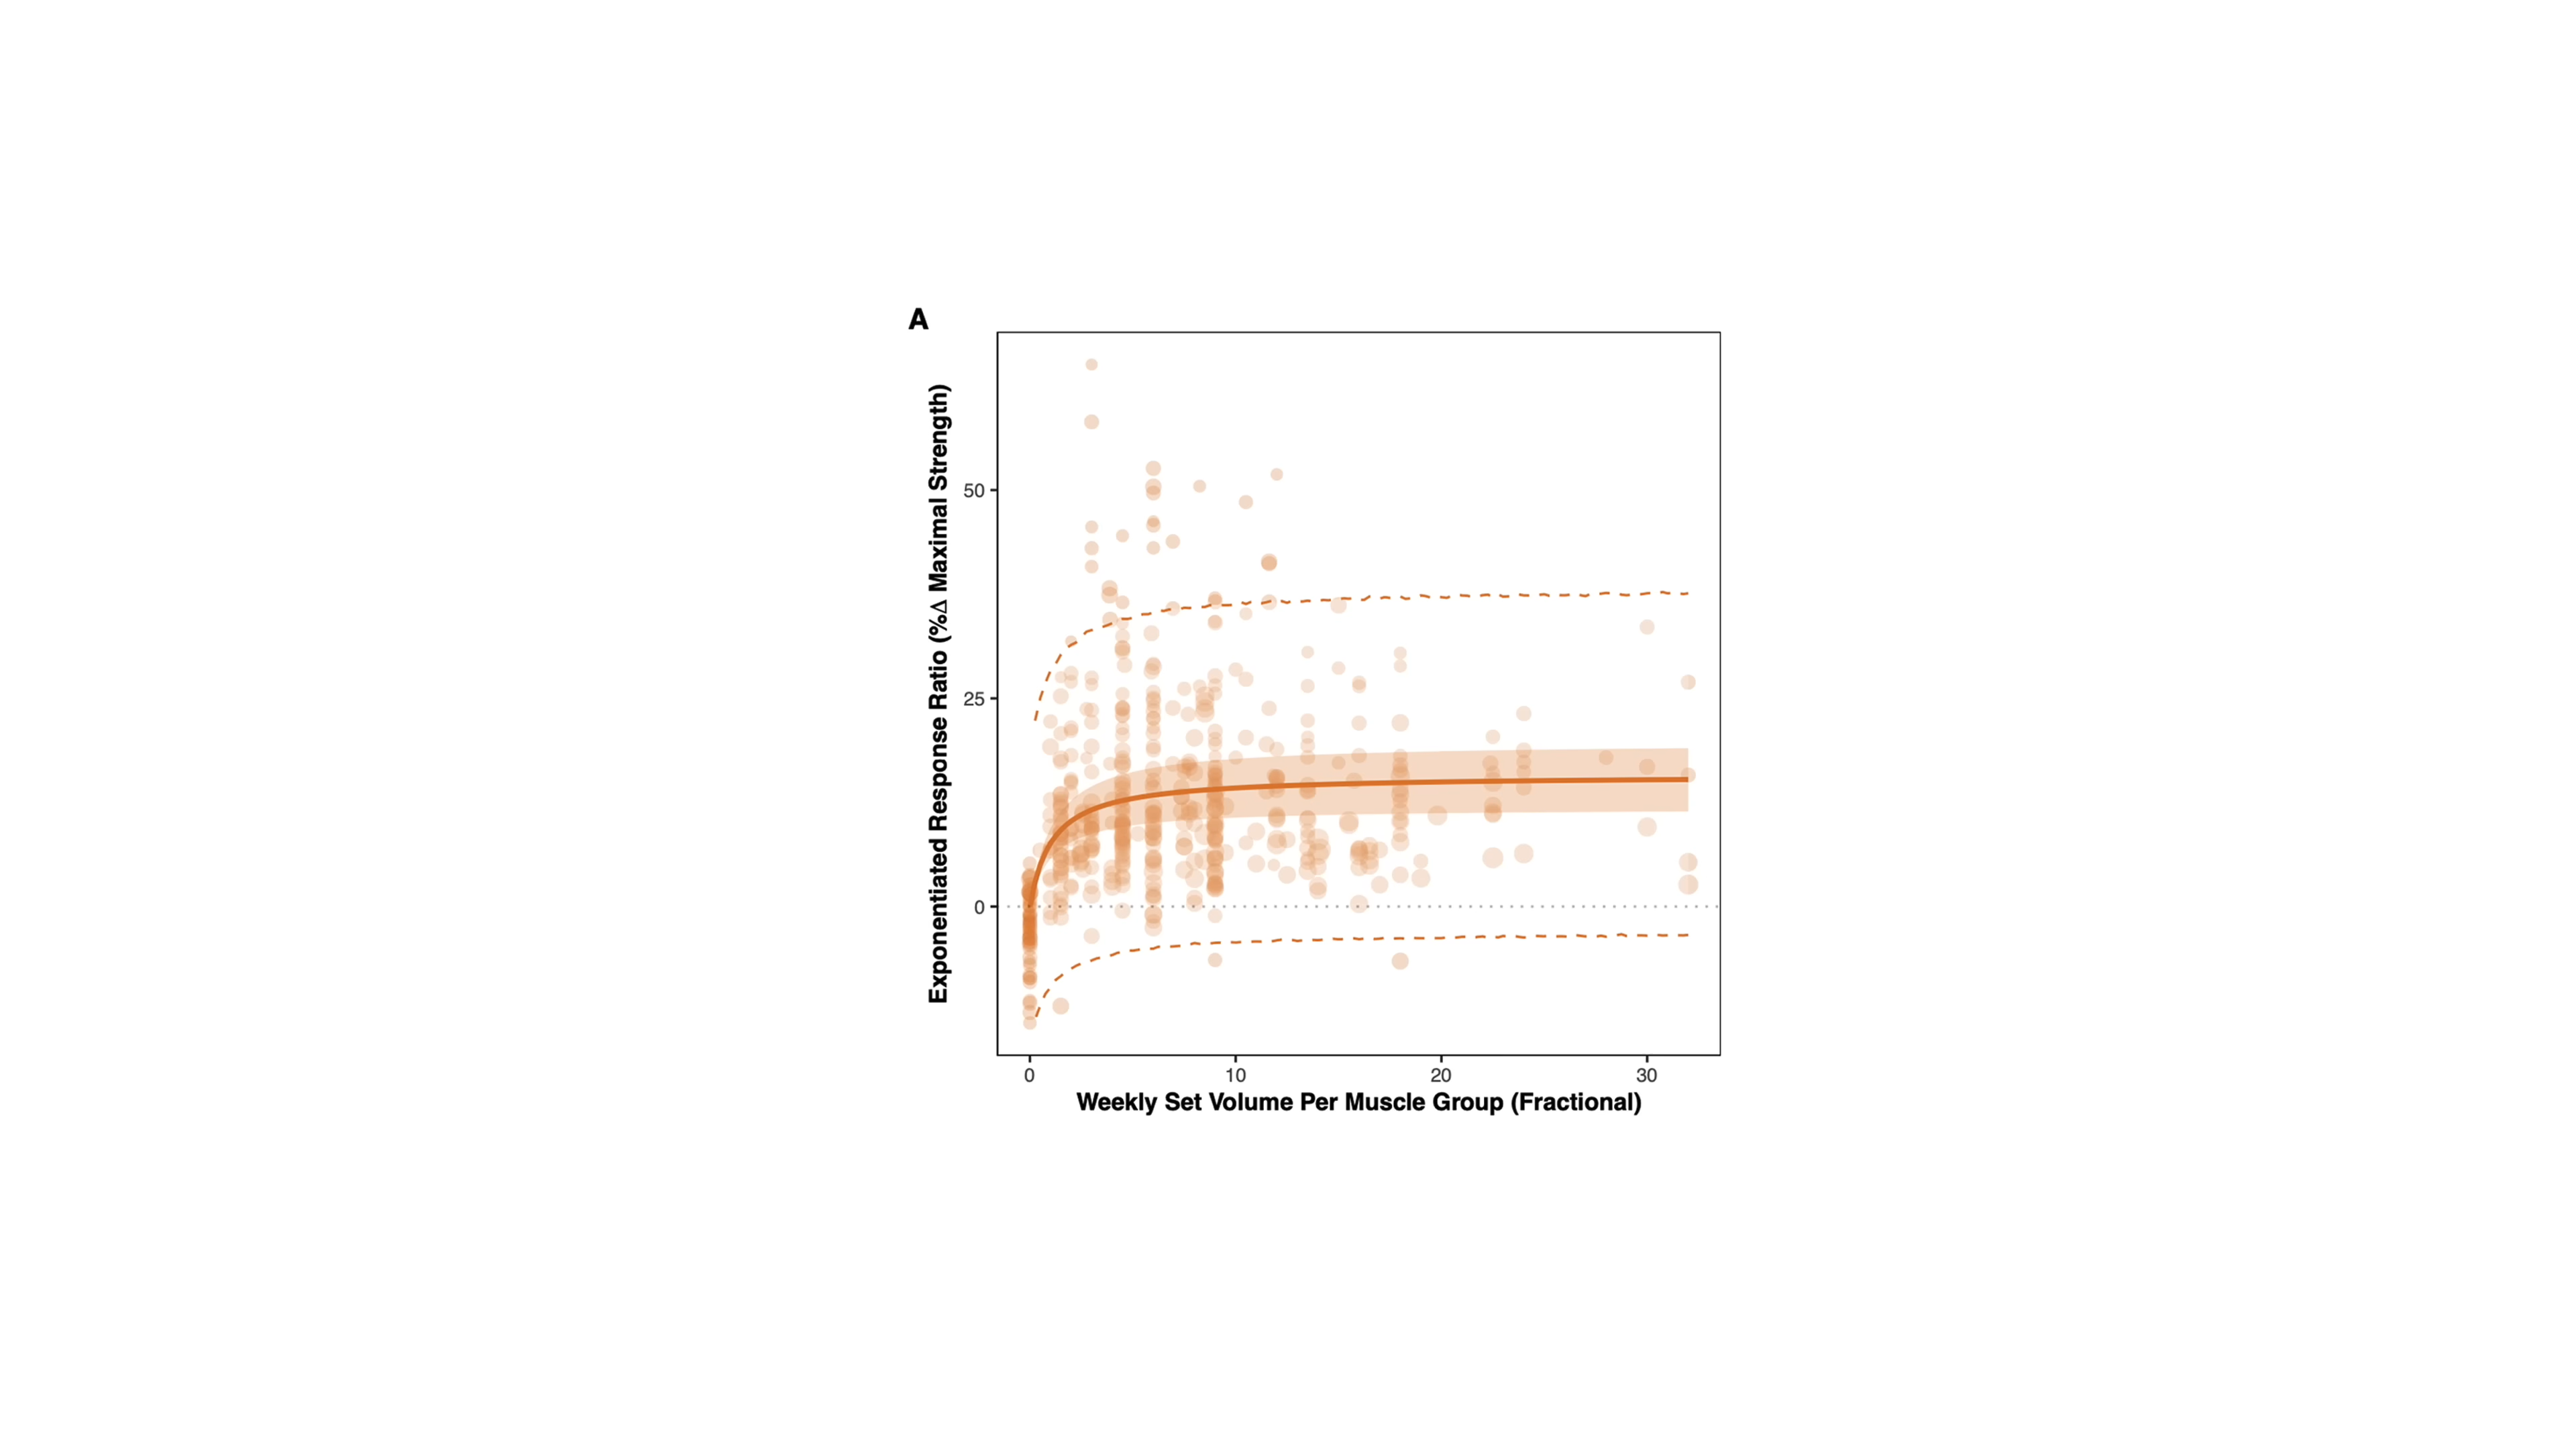 A
Exponentiated Response Ratio (%Δ Maximal Strength)
50
25
0
0 10 20 30
Weekly Set Volume Per Muscle Group (Fractional)